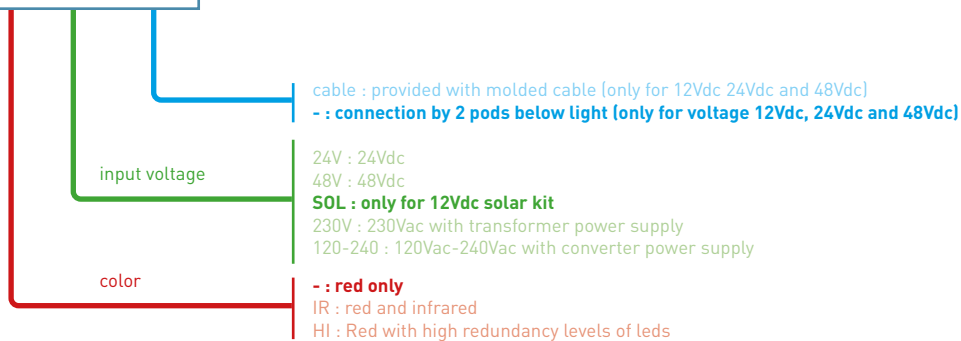 cable : provided with molded cable (only for 12Vdc 24Vdc and 48Vdc)
- : connection by 2 pods below light (only for voltage 12Vdc, 24Vdc and 48Vdc)
input voltage
24V : 24Vdc
48V : 48Vdc
SOL : only for 12Vdc solar kit
230V : 230Vac with transformer power supply
120-240 : 120Vac-240Vac with converter power supply
color
- : red only
IR : red and infrared
HI : Red with high redundancy levels of leds